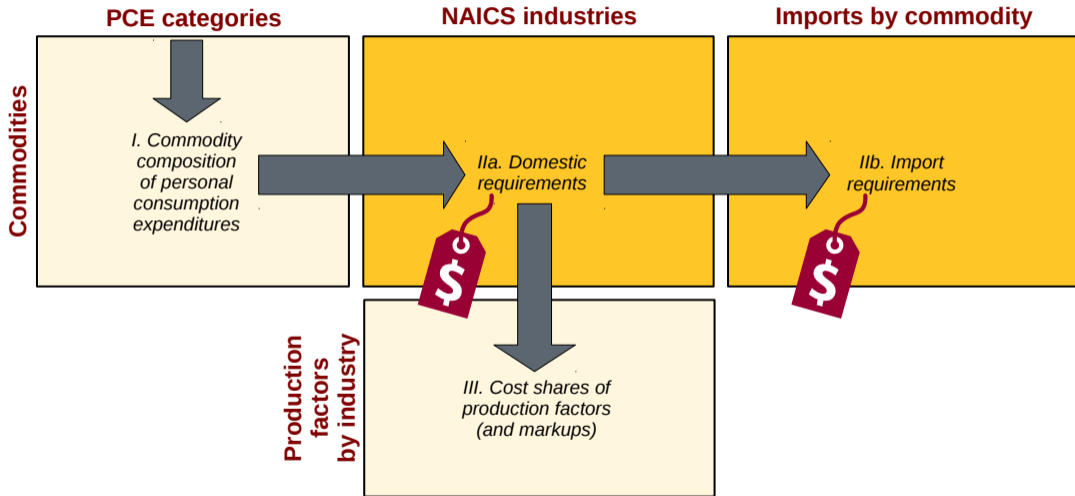 PCE categories
NAICS industries
Imports by commodity
Commodities
I. Commodity
composition
of personal
consumption
expenditures
IIa. Domestic
requirements
IIb. Import
requirements
$
$
Production
factors
by industry
III. Cost shares of
production factors
(and markups)